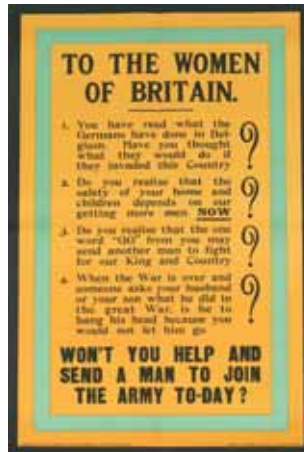 TO THE WOMEN
OF BRITAIN.
1. You have read what the
Germans have done in Bel-
gium. Have you thought
what they would do if
they invaded this Country
?
2. Do you realise that the
safety of your home and
children depends on our
getting more men NOW
?
3. Do you realise that the one
word "GO" from you may
send another man to fight
for our King and Country
?
4. When the War is over and
someone asks your husband
or your son what he did in
the great War, is he to
hang his head because you
would not let him go
?
WON'T YOU HELP AND
SEND A MAN TO JOIN
THE ARMY TO-DAY?